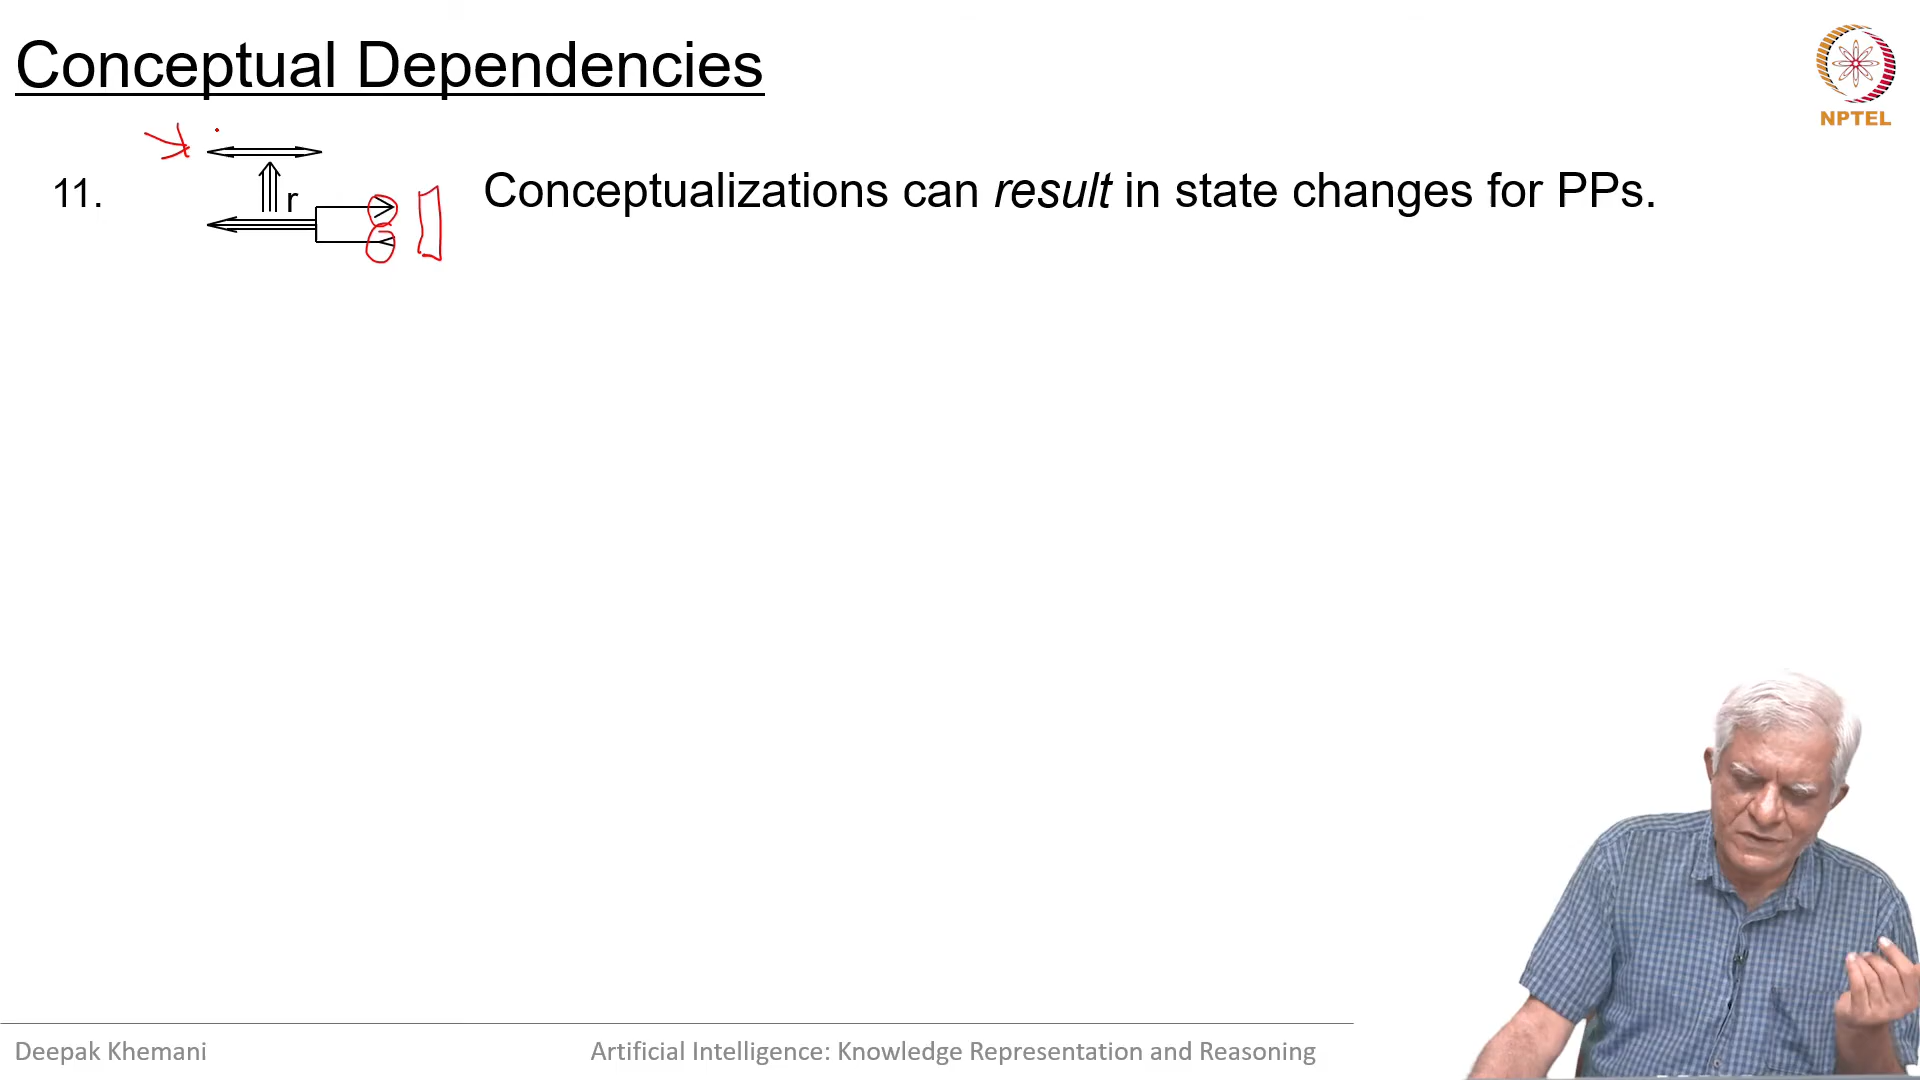 Conceptual Dependencies
NPTEL
11.
r
Conceptualizations can result in state changes for PPs.
Deepak Khemani
Artificial Intelligence: Knowledge Representation and Reasoning